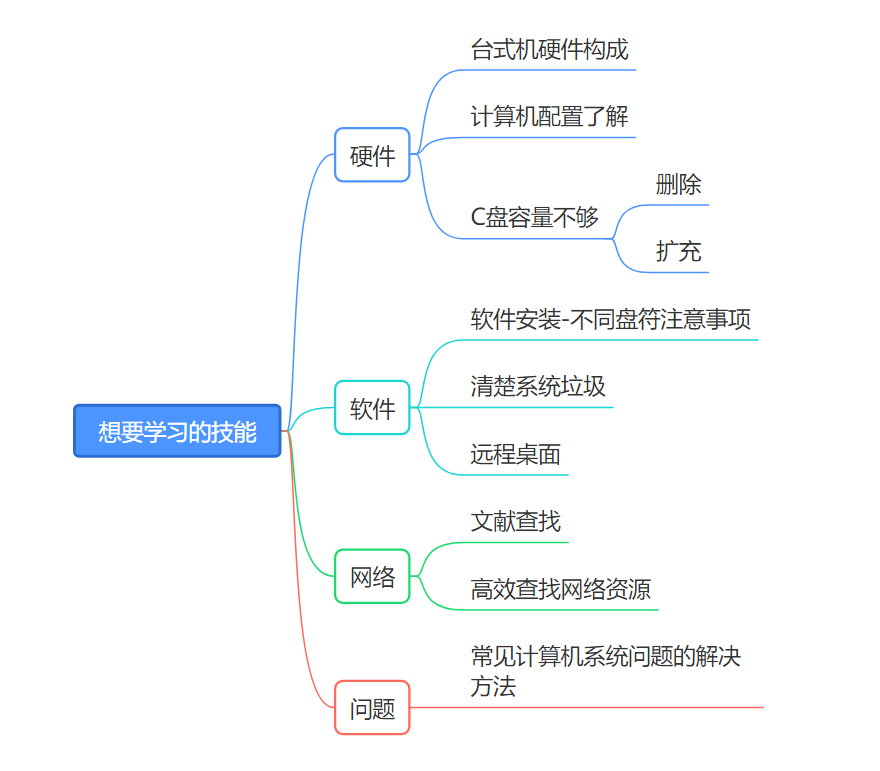 想要学习的技能
硬件
台式机硬件构成
计算机配置了解
C盘容量不够
删除
扩充
软件
软件安装-不同盘符注意事项
清楚系统垃圾
远程桌面
网络
文献查找
高效查找网络资源
问题
常见计算机系统问题的解决
方法